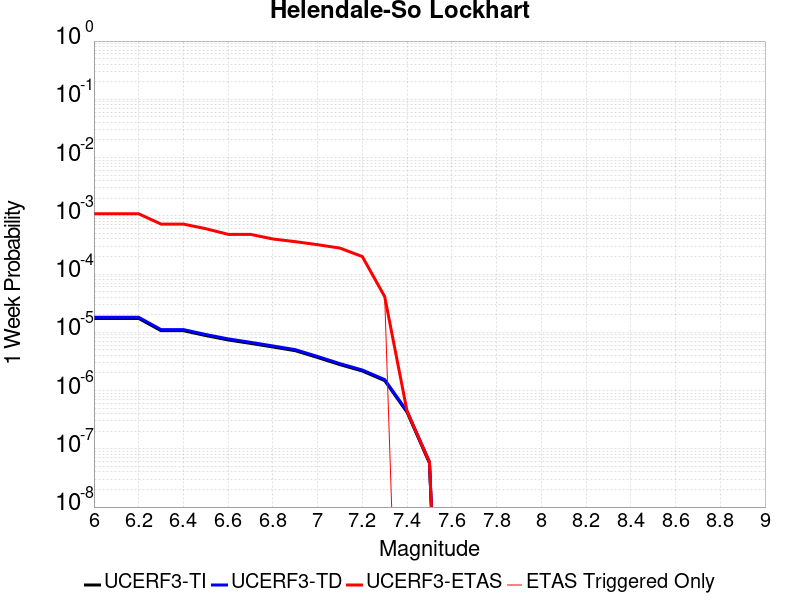 Helendale-So Lockhart
10 0
10 -1
10 -2
10 -3
10 -4
10 -5
10 -6
10 -7
10 -8
1 Week Probability
6 6.2 6.4 6.6 6.8 7 7.2 7.4 7.6 7.8 8 8.2 8.4 8.6 8.8 9
Magnitude
UCERF3-TI UCERF3-TD UCERF3-ETAS ETAS Triggered Only